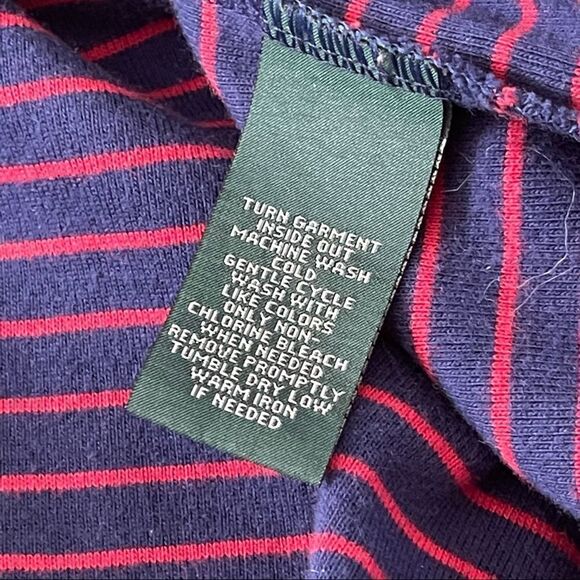 TURN GARMENT
INSIDE OUT
MACHINE WASH
COLD
GENTLE CYCLE
WASH WITH
LIKE COLORS
ONLY NON-
CHLORINE BLEACH
WHEN NEEDED
REMOVE PROMPTLY
TUMBLE DRY LOW
WARM IRON
IF NEEDED